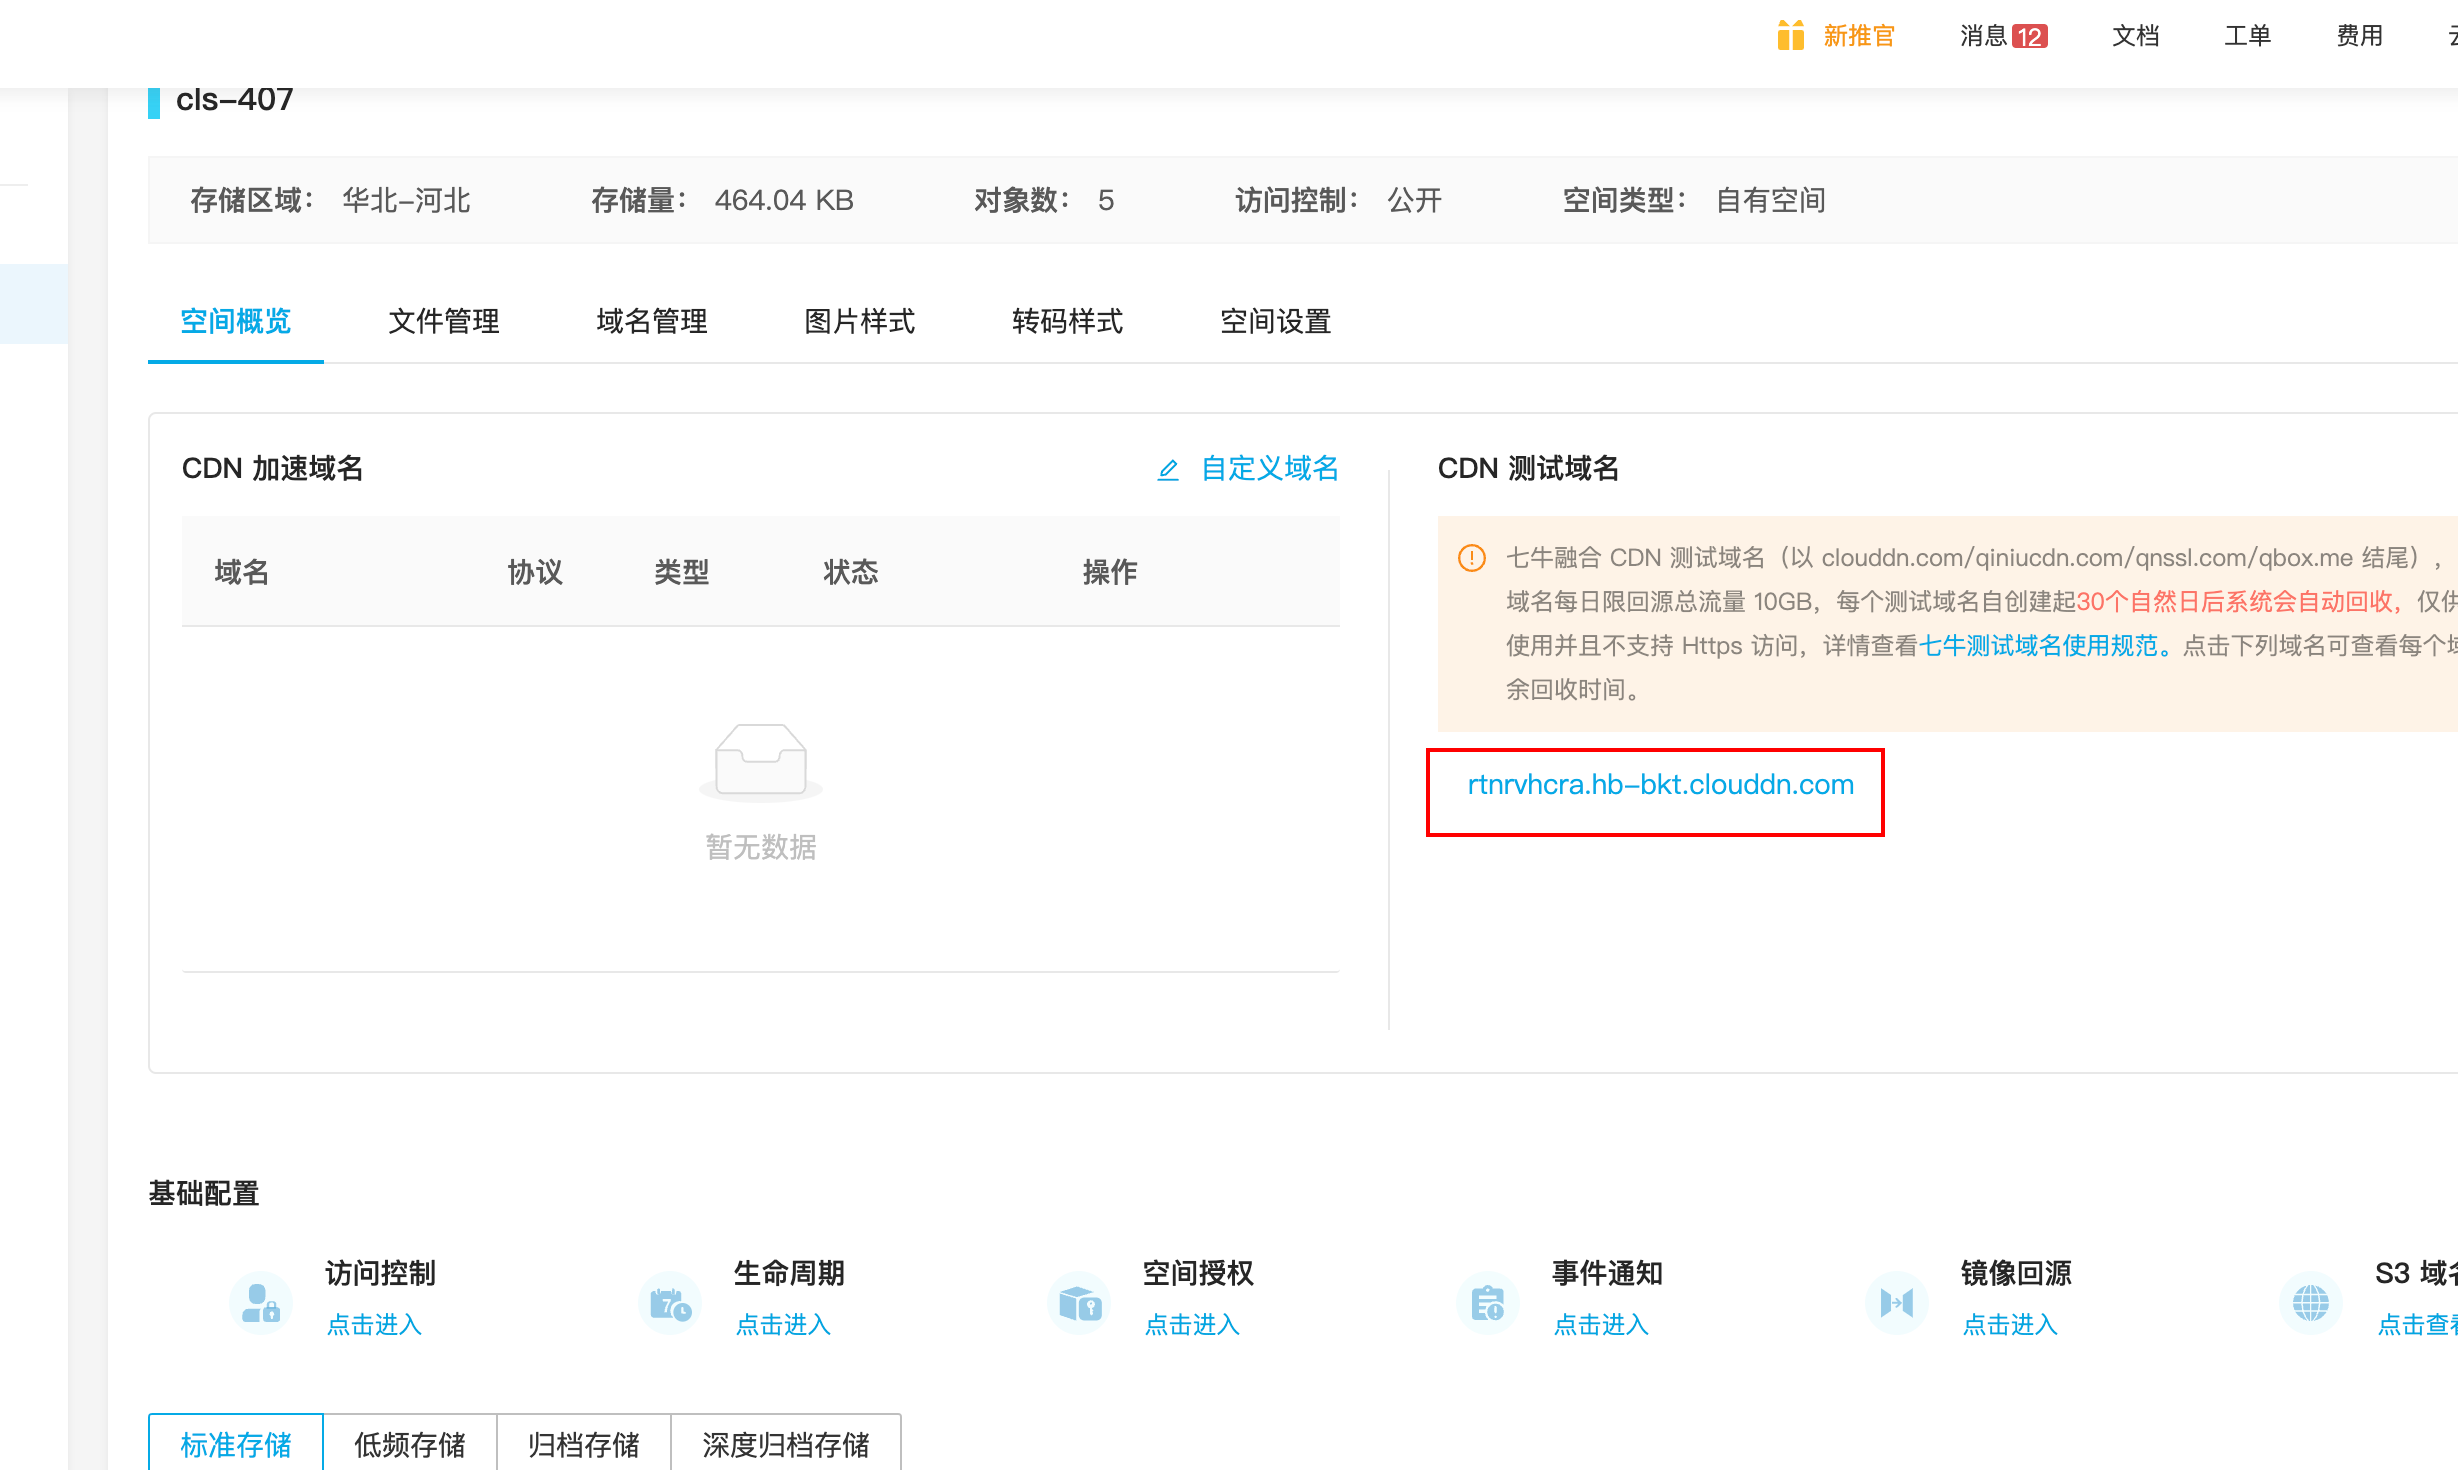 新推官 消息 12 文档 工单 费用
cls-407
存储区域： 华北-河北 存储量： 464.04 KB 对象数： 5 访问控制： 公开 空间类型： 自有空间
空间概览 文件管理 域名管理 图片样式 转码样式 空间设置
CDN 加速域名 自定义域名
域名 协议 类型 状态 操作
暂无数据
CDN 测试域名
七牛融合 CDN 测试域名（以 clouddn.com/qiniucdn.com/qnssl.com/qbox.me 结尾），
域名每日限回源总流量 10GB，每个测试域名自创建起30个自然日后系统会自动回收，仅供
使用并且不支持 Https 访问，详情查看七牛测试域名使用规范。点击下列域名可查看每个域
余回收时间。
rtnrvhcra.hb-bkt.clouddn.com
基础配置
访问控制 生命周期 空间授权 事件通知 镜像回源 S3 域名
点击进入 点击进入 点击进入 点击进入 点击进入 点击查看
标准存储 低频存储 归档存储 深度归档存储